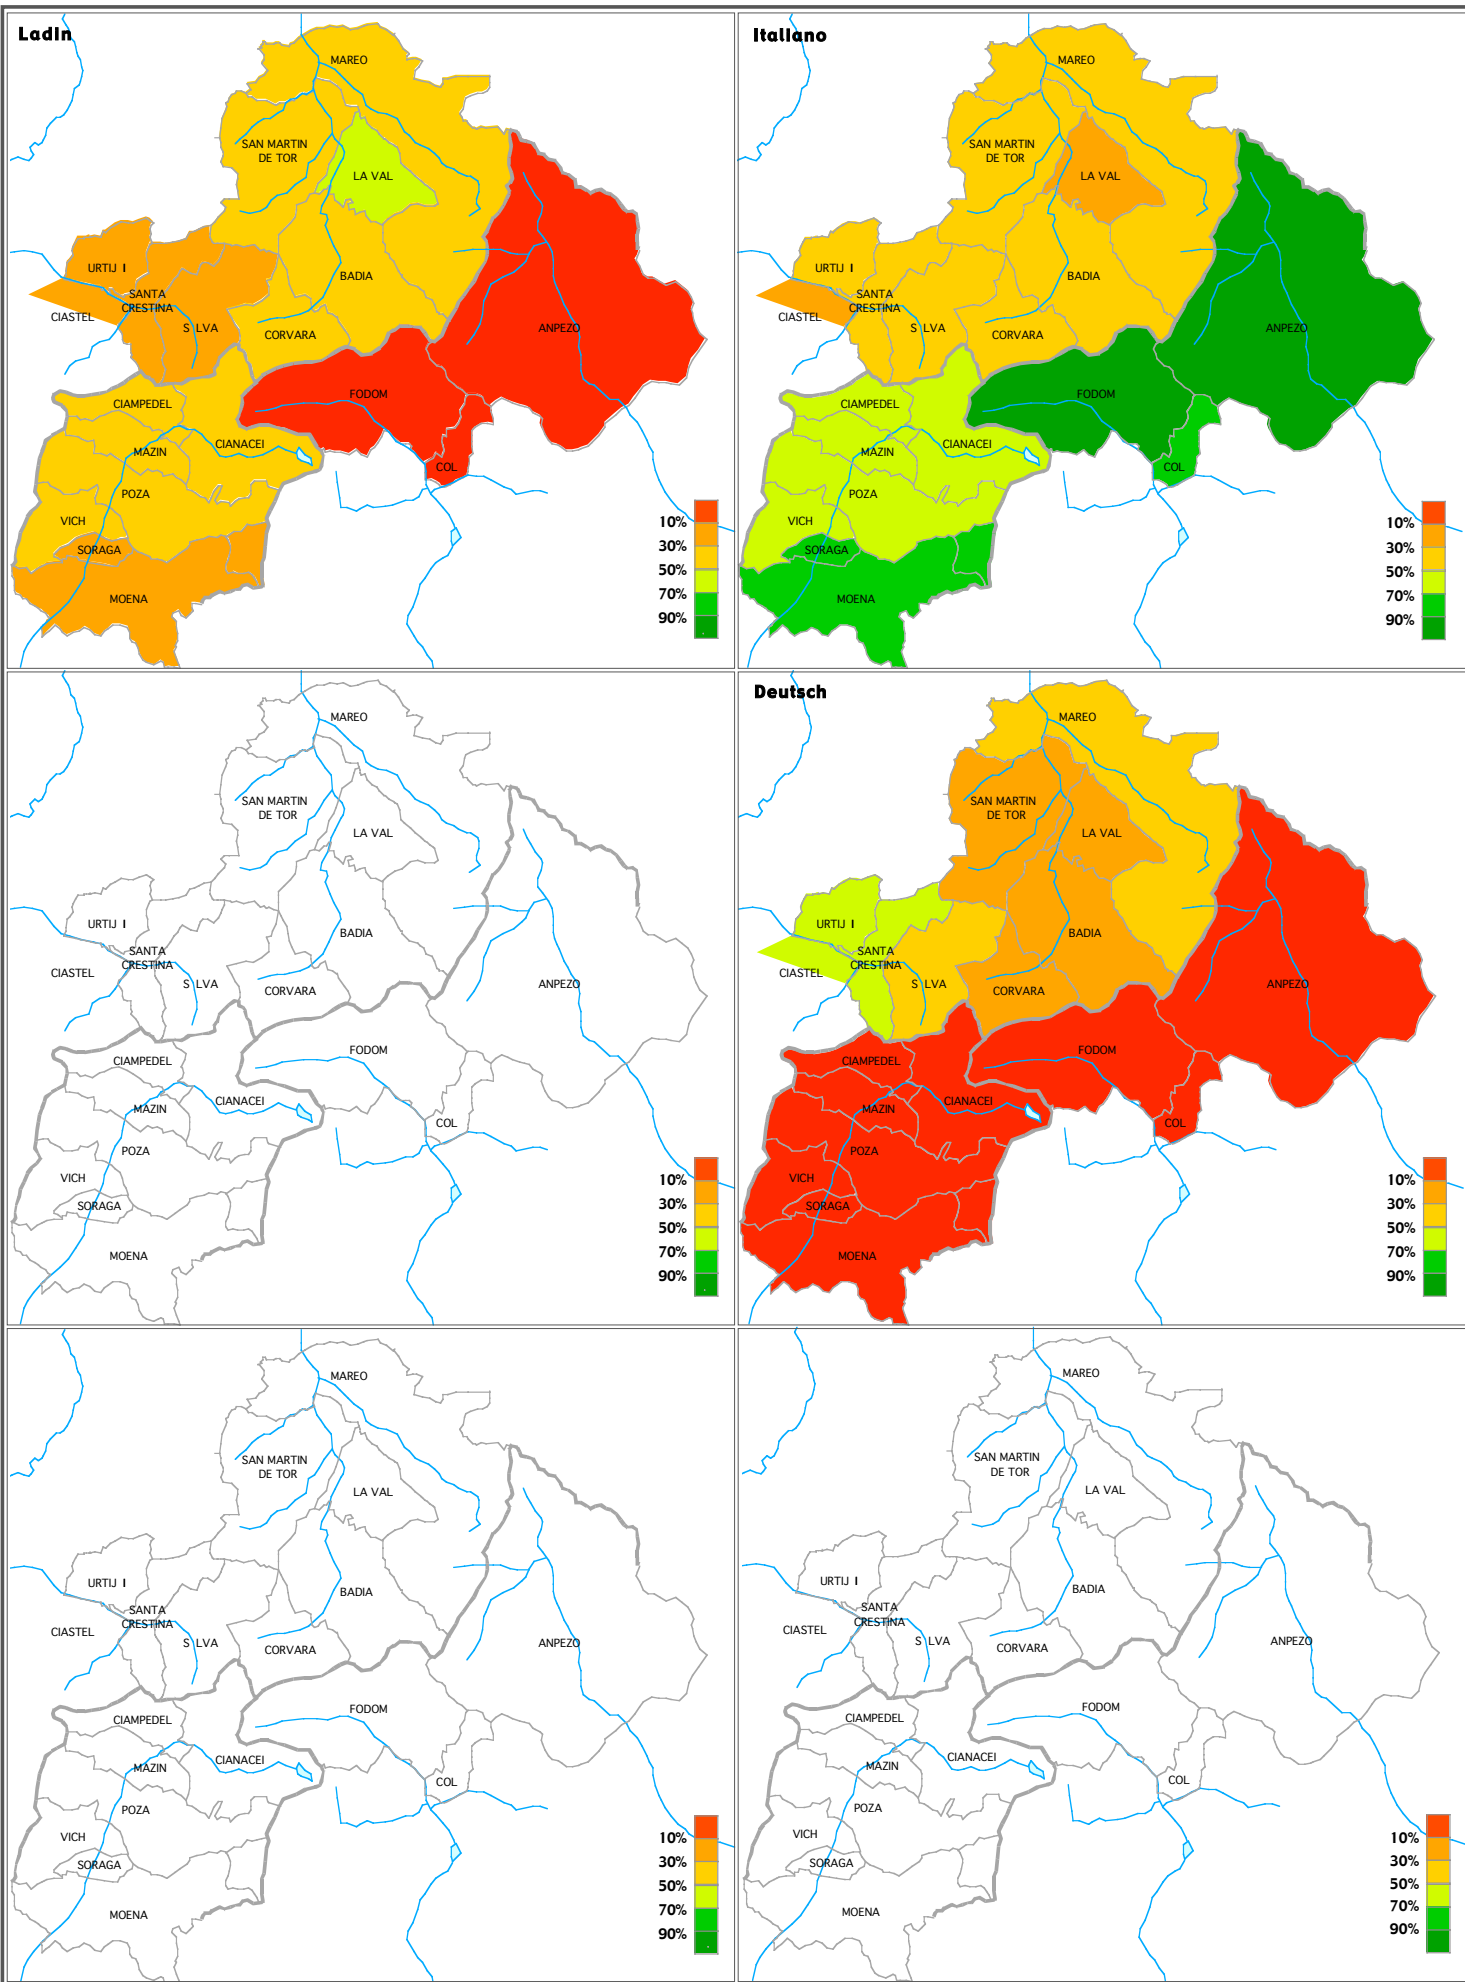 Ladin
MAREO
SAN MARTIN
DE TOR
LA VAL
URTIJ I
SANTA
CRESTINA
CIASTEL
S LVA
BADIA
CORVARA
ANPEZO
FODOM
CIAMPEDEL
CIANACEI
MAZIN
COL
POZA
VICH
SORAGA
MOENA
10%
30%
50%
70%
90%
Italiano
MAREO
SAN MARTIN
DE TOR
LA VAL
URTIJ I
SANTA
CRESTINA
CIASTEL
S LVA
BADIA
CORVARA
ANPEZO
FODOM
CIAMPEDEL
CIANACEI
MAZIN
COL
POZA
VICH
SORAGA
MOENA
10%
30%
50%
70%
90%
MAREO
SAN MARTIN
DE TOR
LA VAL
URTIJ I
SANTA
CRESTINA
CIASTEL
S LVA
BADIA
CORVARA
ANPEZO
FODOM
CIAMPEDEL
CIANACEI
MAZIN
COL
POZA
VICH
SORAGA
MOENA
10%
30%
50%
70%
90%
Deutsch
MAREO
SAN MARTIN
DE TOR
LA VAL
URTIJ I
SANTA
CRESTINA
CIASTEL
S LVA
BADIA
CORVARA
ANPEZO
FODOM
CIAMPEDEL
CIANACEI
MAZIN
COL
POZA
VICH
SORAGA
MOENA
10%
30%
50%
70%
90%
MAREO
SAN MARTIN
DE TOR
LA VAL
URTIJ I
SANTA
CRESTINA
CIASTEL
S LVA
BADIA
CORVARA
ANPEZO
FODOM
CIAMPEDEL
CIANACEI
MAZIN
COL
POZA
VICH
SORAGA
MOENA
10%
30%
50%
70%
90%
MAREO
SAN MARTIN
DE TOR
LA VAL
URTIJ I
SANTA
CRESTINA
CIASTEL
S LVA
BADIA
CORVARA
ANPEZO
FODOM
CIAMPEDEL
CIANACEI
MAZIN
COL
POZA
VICH
SORAGA
MOENA
10%
30%
50%
70%
90%